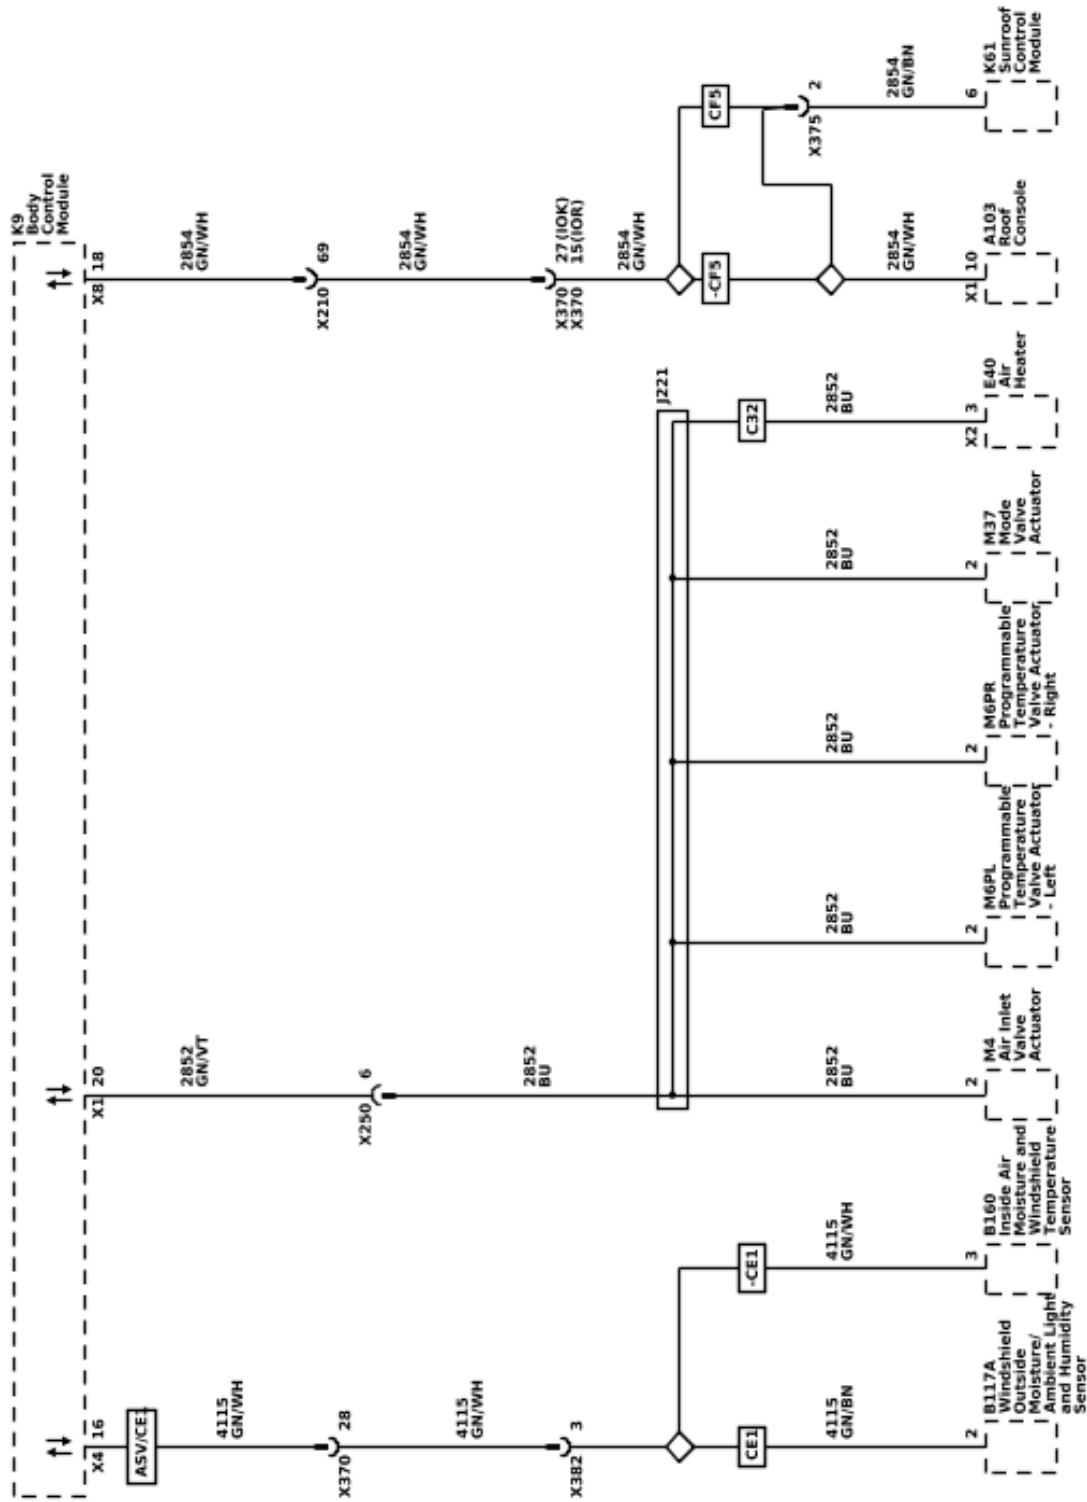 K9
Body
Control
Module
X4 16
ASV/CE1
4115
GN/WH
X370 28
4115
GN/WH
X382 3
CE1
4115
GN/BN
2
B117A
Windshield
Outside
Moisture/
Ambient Light
and Humidity
Sensor
-CE1
4115
GN/WH
3
B160
Inside Air
Moisture and
Windshield
Temperature
Sensor
X1 20
2852
GN/VT
X250 6
2852
BU
J221
2852
BU
2
M4
Air Inlet
Valve
Actuator
2852
BU
2
M6PL
Programmable
Temperature
Valve Actuator
- Left
2852
BU
2
M6PR
Programmable
Temperature
Valve Actuator
- Right
2852
BU
2
M37
Mode
Valve
Actuator
C32
2852
BU
X2 3
E40
Air
Heater
X8 18
2854
GN/WH
X210 69
2854
GN/WH
X370 27 (IOK)
X370 15(IOR)
2854
GN/WH
-CF5
2854
GN/WH
X1 10
A103
Roof
Console
CF5
X375 2
2854
GN/BN
6
K61
Sunroof
Control
Module